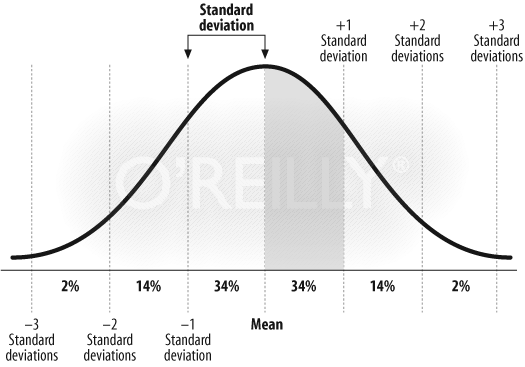 Standard
deviation
+1
Standard
deviation
+2
Standard
deviations
+3
Standard
deviations
O'REILLY®
2% 14% 34% 34% 14% 2%
–3
Standard
deviations
–2
Standard
deviations
–1
Standard
deviation
Mean